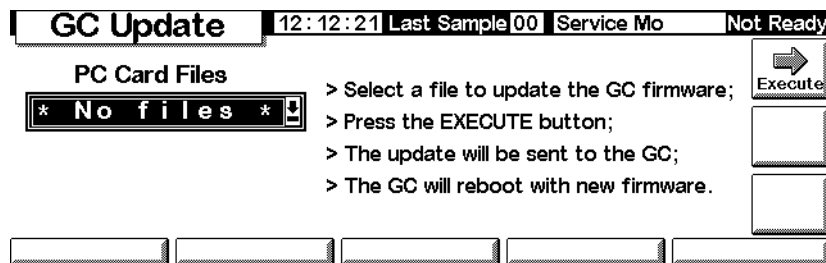 GC Update 12:12:21 Last Sample 00 Service Mo Not Ready
PC Card Files
* No files *
> Select a file to update the GC firmware;
> Press the EXECUTE button;
> The update will be sent to the GC;
> The GC will reboot with new firmware.
Execute